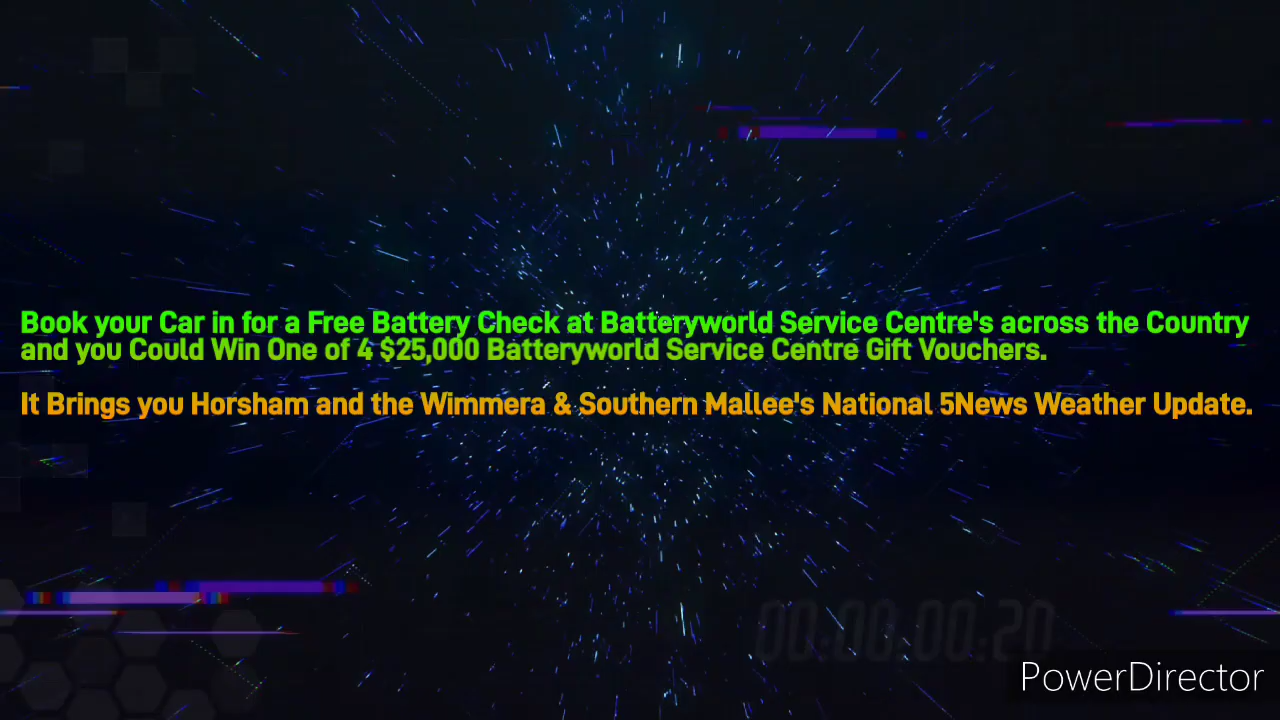 Book your Car in for a Free Battery Check at Batteryworld Service Centre's across the Country
and you Could Win One of 4 $25,000 Batteryworld Service Centre Gift Vouchers.
It Brings you Horsham and the Wimmera & Southern Mallee's National 5News Weather Update.
00:00:00:20
PowerDirector